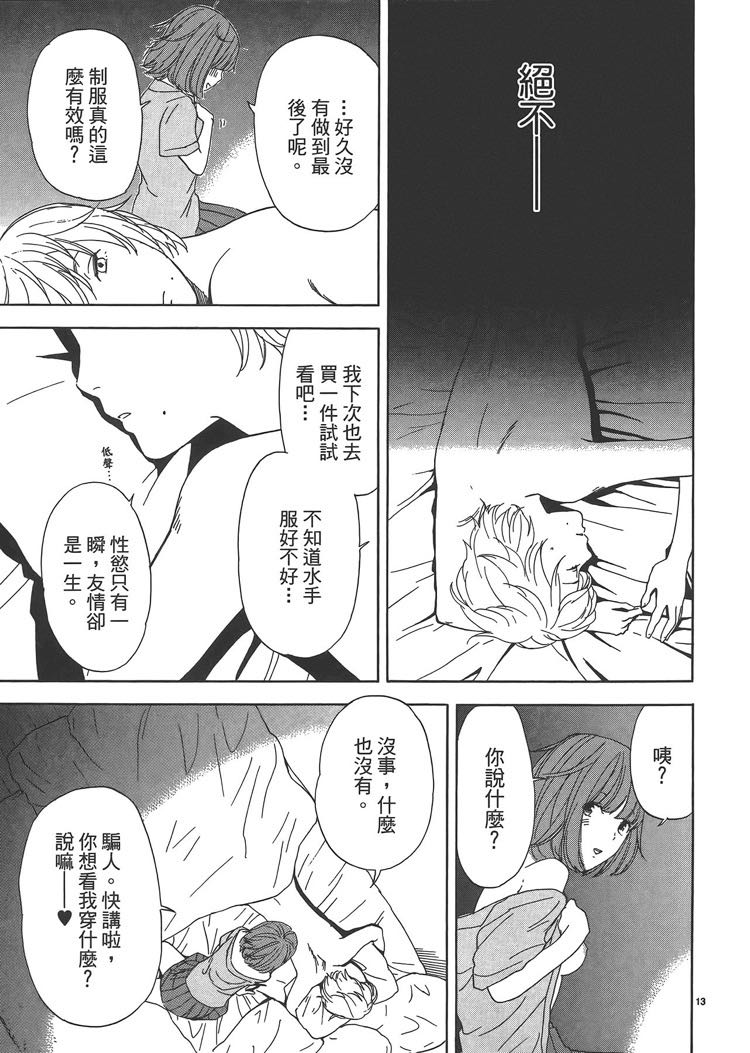 絕不——
…好久沒
有做到最
後了呢。
制服真的這
麼有效嗎？
我下次也去
買一件試試
看吧…
不知道水手
服好不好…
低聲…
性慾只有一
瞬，友情卻
是一生。
咦？
你說什麼？
沒事，什麼
也沒有。
騙人。快講啦，
你想看我穿什麼？
說嘛——♥
13